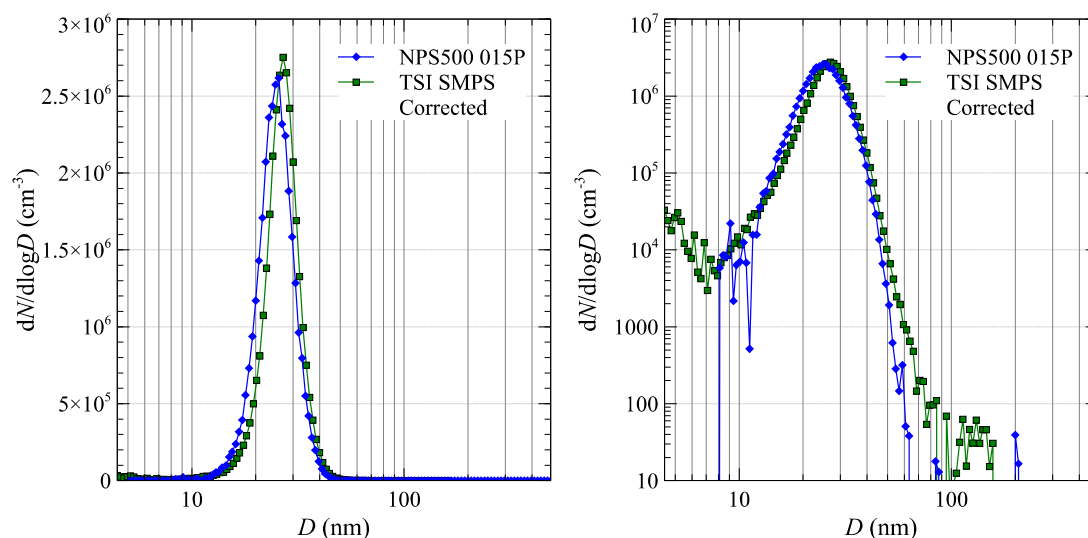 3×10⁶
2.5×10⁶
2×10⁶
1.5×10⁶
1×10⁶
5×10⁵
0
dN/dlogD (cm⁻³)
NPS500 015P
TSI SMPS
Corrected
10
100
D (nm)
10⁷
10⁶
10⁵
10⁴
1000
100
10
dN/dlogD (cm⁻³)
NPS500 015P
TSI SMPS
Corrected
10
100
D (nm)